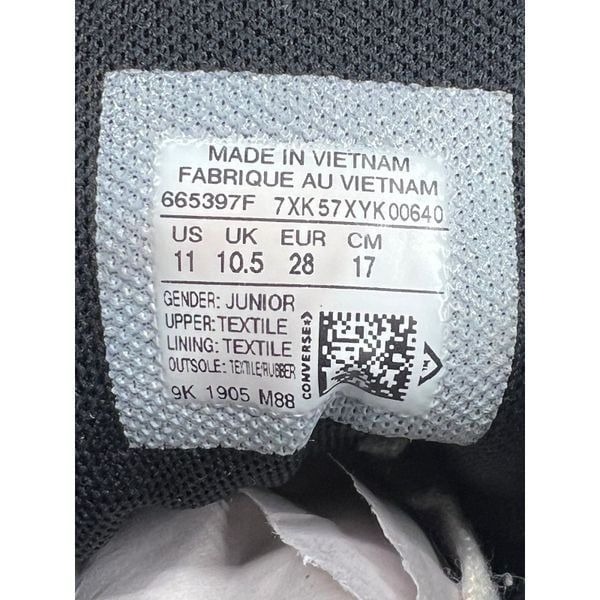 MADE IN VIETNAM
FABRIQUE AU VIETNAM
665397F 7XK57XYK00640
US UK EUR CM
11 10.5 28 17
GENDER: JUNIOR
UPPER: TEXTILE
LINING: TEXTILE
OUTSOLE: TEXTILE/RUBBER
9K 1905 M88
CONVERSE